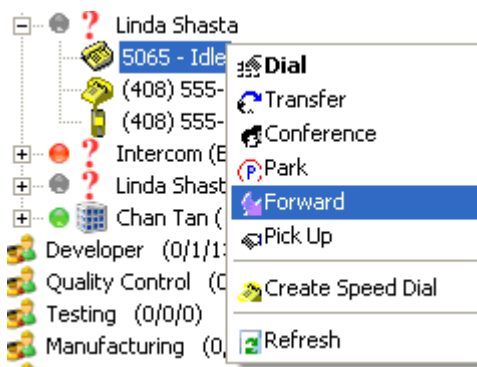 Linda Shasta
5065 - Idle
(408) 555-
(408) 555-
Intercom (E
Linda Shast
Chan Tan (
Developer (0/1/1
Quality Control (0
Testing (0/0/0)
Manufacturing (0,
Dial
Transfer
Conference
P Park
Forward
Pick Up
Create Speed Dial
Refresh